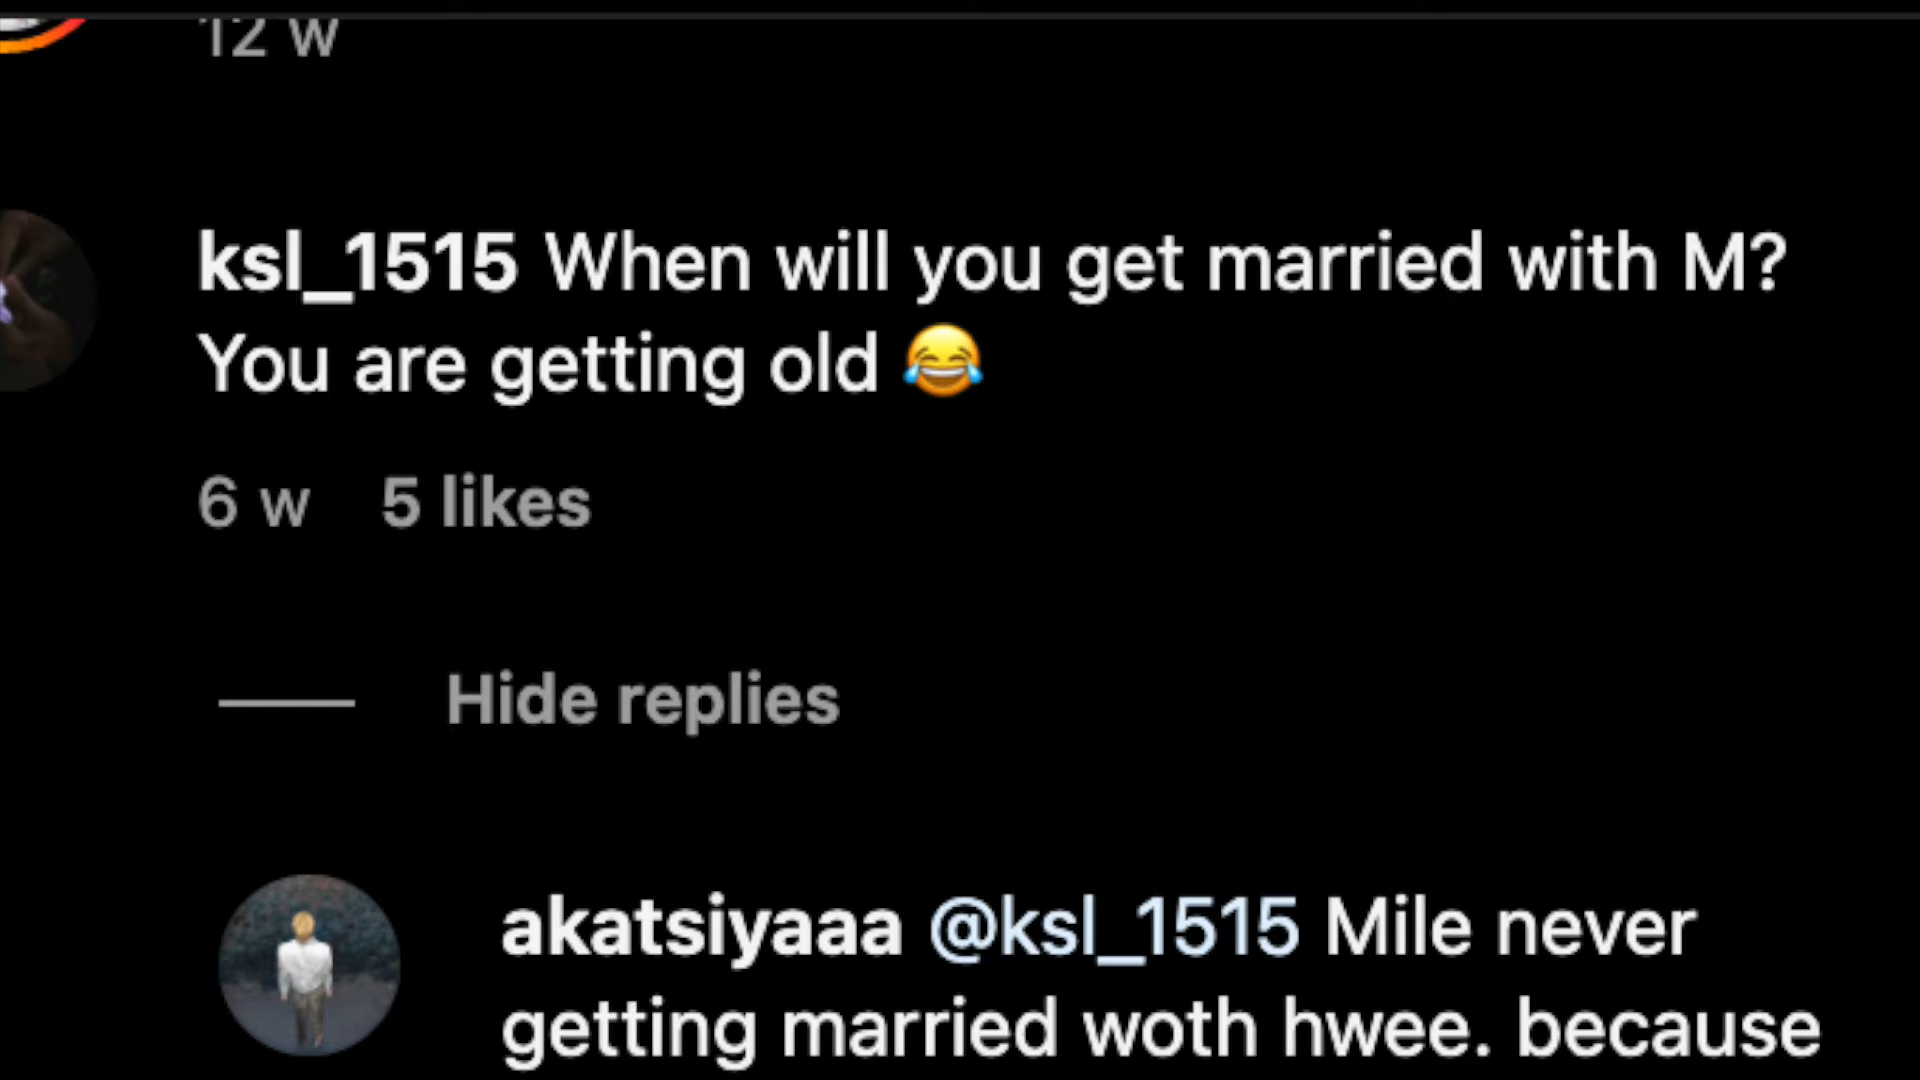 12 w
ksl_1515 When will you get married with M?
You are getting old 😂
6 w 5 likes
Hide replies
akatsiyaaa @ksl_1515 Mile never
getting married woth hwee. because